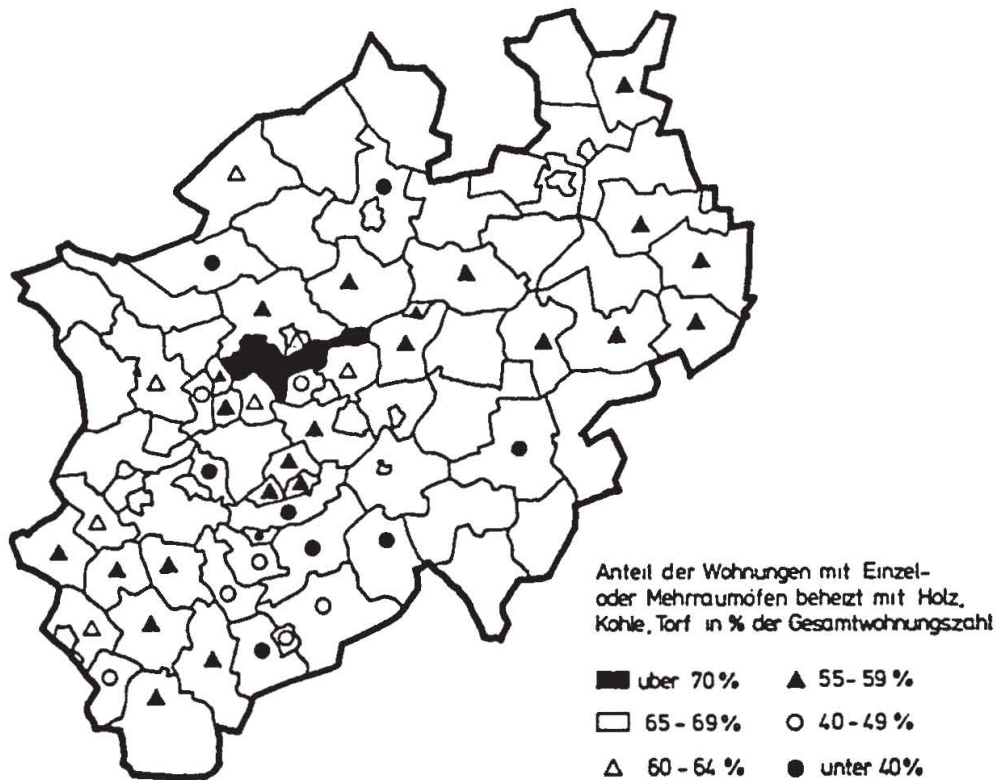 Anteil der Wohnungen mit Einzel-
oder Mehrraumöfen beheizt mit Holz,
Kohle, Torf in % der Gesamtwohnungszahl
uber 70 %
55 - 59 %
65 - 69 %
40 - 49 %
60 - 64 %
unter 40 %